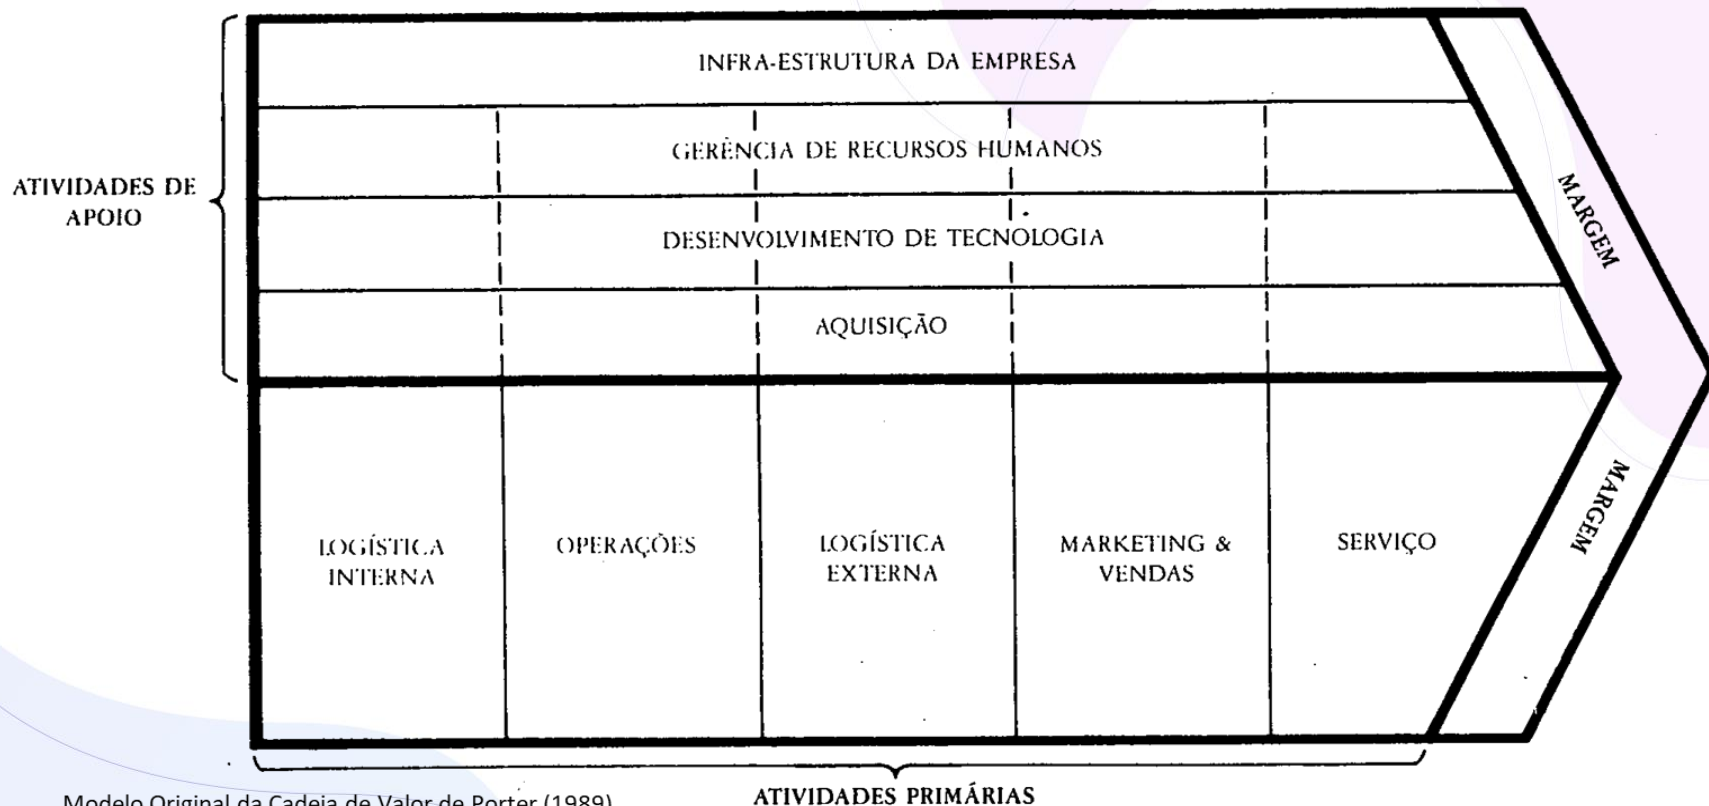 INFRA-ESTRUTURA DA EMPRESA
GERÊNCIA DE RECURSOS HUMANOS
ATIVIDADES DE
APOIO
DESENVOLVIMENTO DE TECNOLOGIA
AQUISIÇÃO
MARGEM
LOGÍSTICA
INTERNA
OPERAÇÕES
LOGÍSTICA
EXTERNA
MARKETING &
VENDAS
SERVIÇO
MARGEM
ATIVIDADES PRIMÁRIAS
Modelo Original da Cadeia de Valor de Porter (1989)